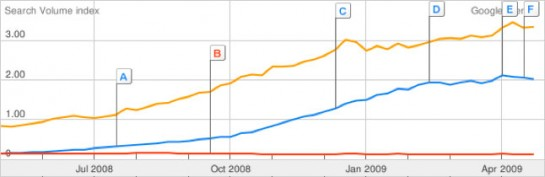 Search Volume index
Google
C
D
E
F
3.00
B
A
2.00
1.00
0
Jul 2008
Oct 2008
Jan 2009
Apr 2009